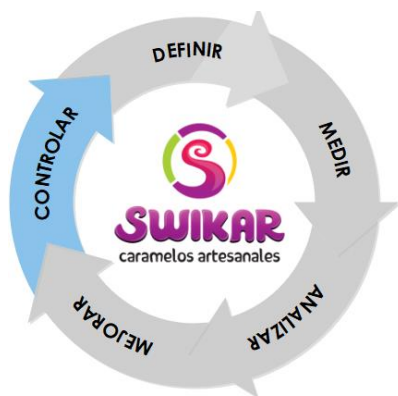 DEFINIR
MEDIR
ANALIZAR
MEJORAR
CONTROLAR
S
SWIKAR
caramelos artesanales